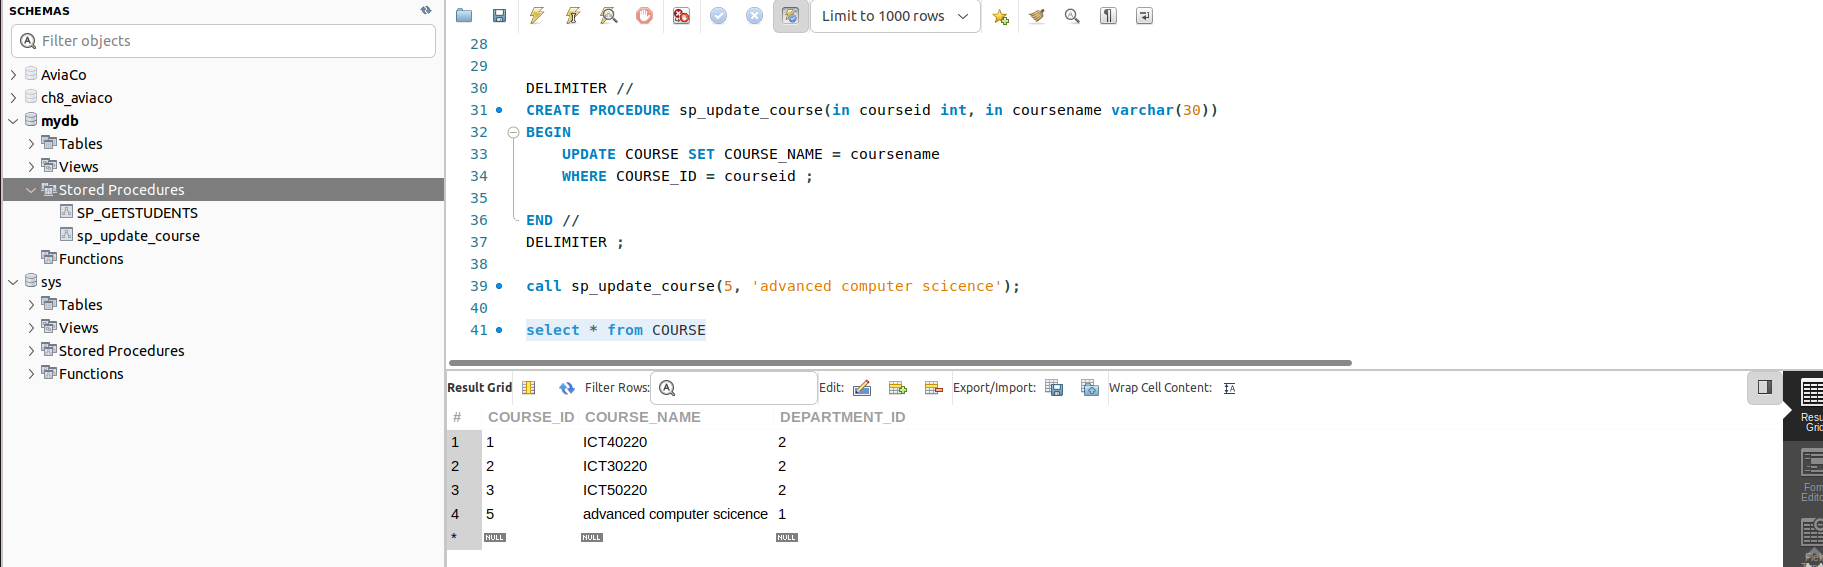 SCHEMAS
Filter objects
AviaCo
ch8_aviaco
mydb
Tables
Views
Stored Procedures
SP_GETSTUDENTS
sp_update_course
Functions
sys
Tables
Views
Stored Procedures
Functions
Limit to 1000 rows
28
29
30 DELIMITER //
31 CREATE PROCEDURE sp_update_course(in courseid int, in coursename varchar(30))
32 BEGIN
33 UPDATE COURSE SET COURSE_NAME = coursename
34 WHERE COURSE_ID = courseid ;
35
36 END //
37 DELIMITER ;
38
39 call sp_update_course(5, 'advanced computer scicence');
40
41 select * from COURSE
Result Grid Filter Rows: Edit: Export/Import: Wrap Cell Content:
# COURSE_ID COURSE_NAME DEPARTMENT_ID
1 1 ICT40220 2
2 2 ICT30220 2
3 3 ICT50220 2
4 5 advanced computer scicence 1
* NULL NULL NULL
Resu
Grid
Form
Edito